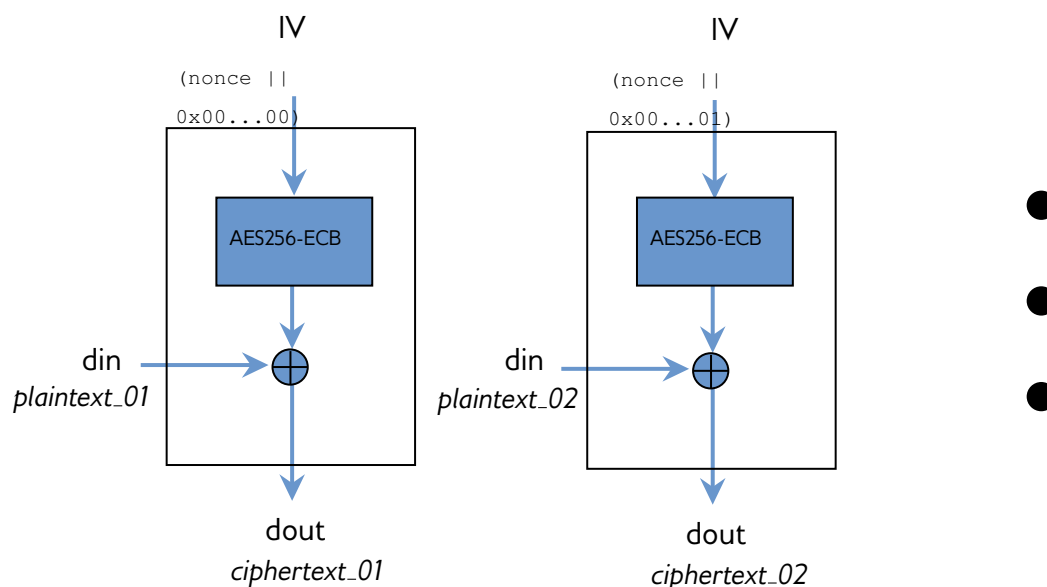 IV
(nonce ||
0x00...00)
AES256-ECB
din
plaintext_01
dout
ciphertext_01
IV
(nonce ||
0x00...01)
AES256-ECB
din
plaintext_02
dout
ciphertext_02